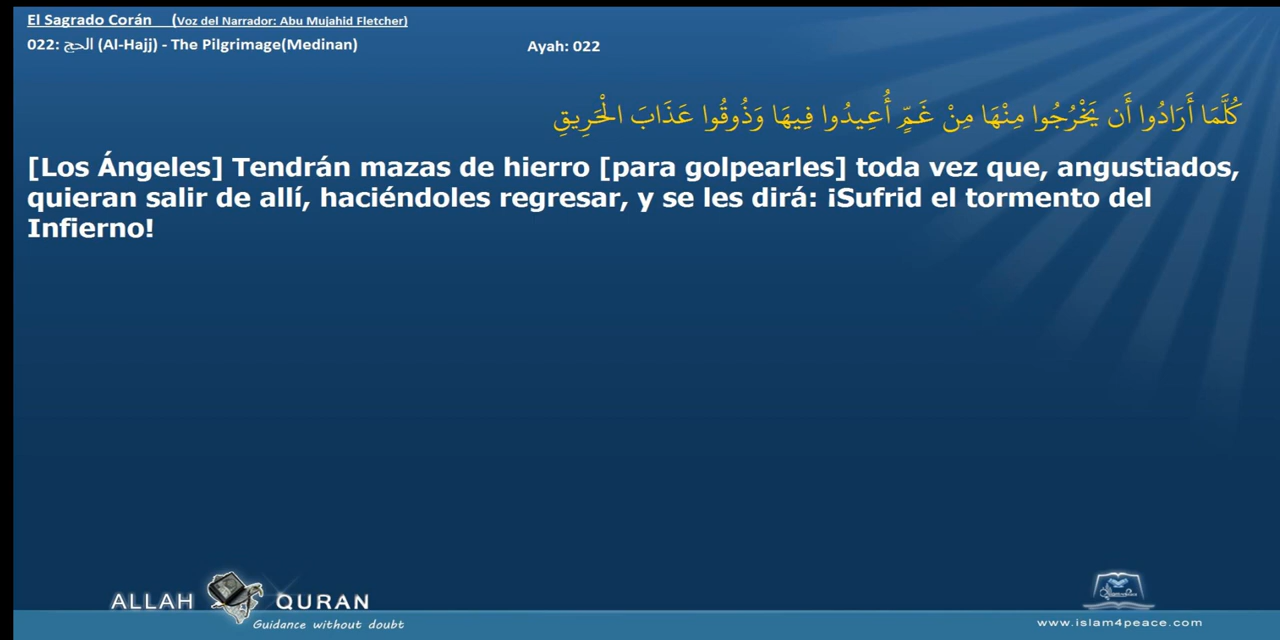 El Sagrado Corán (Voz del Narrador: Abu Mujahid Fletcher)
022: الحج (Al-Hajj) - The Pilgrimage(Medinan) Ayah: 022
كُلَّمَا أَرَادُوا أَن يَخْرُجُوا مِنْهَا مِنْ غَمٍّ أُعِيدُوا فِيهَا وَذُوقُوا عَذَابَ الْحَرِيقِ
[Los Ángeles] Tendrán mazas de hierro [para golpearles] toda vez que, angustiados,
quieran salir de allí, haciéndoles regresar, y se les dirá: ¡Sufrid el tormento del
Infierno!
ALLAH QURAN
Guidance without doubt
www.islam4peace.com